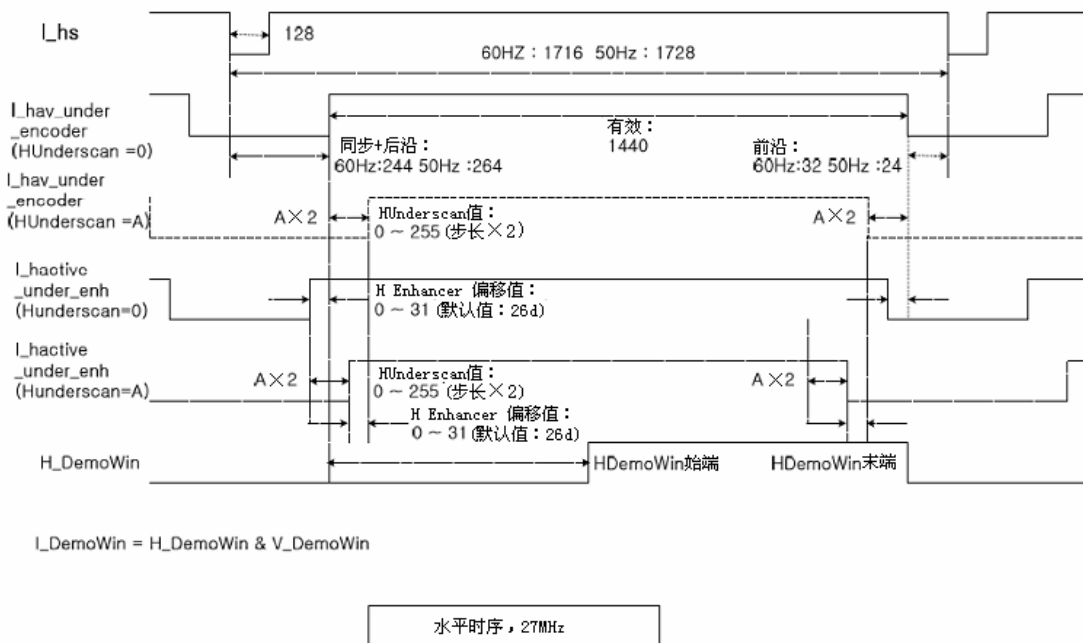 I_hs
128
60HZ：1716 50Hz：1728
I_hav_under
_encoder
(HUnderscan =0)
有效：
1440
同步+后沿：
60Hz:244 50Hz :264
前沿：
60Hz:32 50Hz :24
I_hav_under
_encoder
(HUnderscan =A)
A×2
HUnderscan值：
0 ~ 255 (步长×2)
A×2
I_hactive
_under_enh
(Hunderscan=0)
H Enhancer 偏移值：
0 ~ 31 (默认值：26d)
I_hactive
_under_enh
(Hunderscan=A)
A×2
HUnderscan值：
0 ~ 255 (步长×2)
A×2
H Enhancer 偏移值：
0 ~ 31 (默认值：26d)
H_DemoWin
HDemoWin始端
HDemoWin末端
I_DemoWin = H_DemoWin & V_DemoWin
水平时序，27MHz